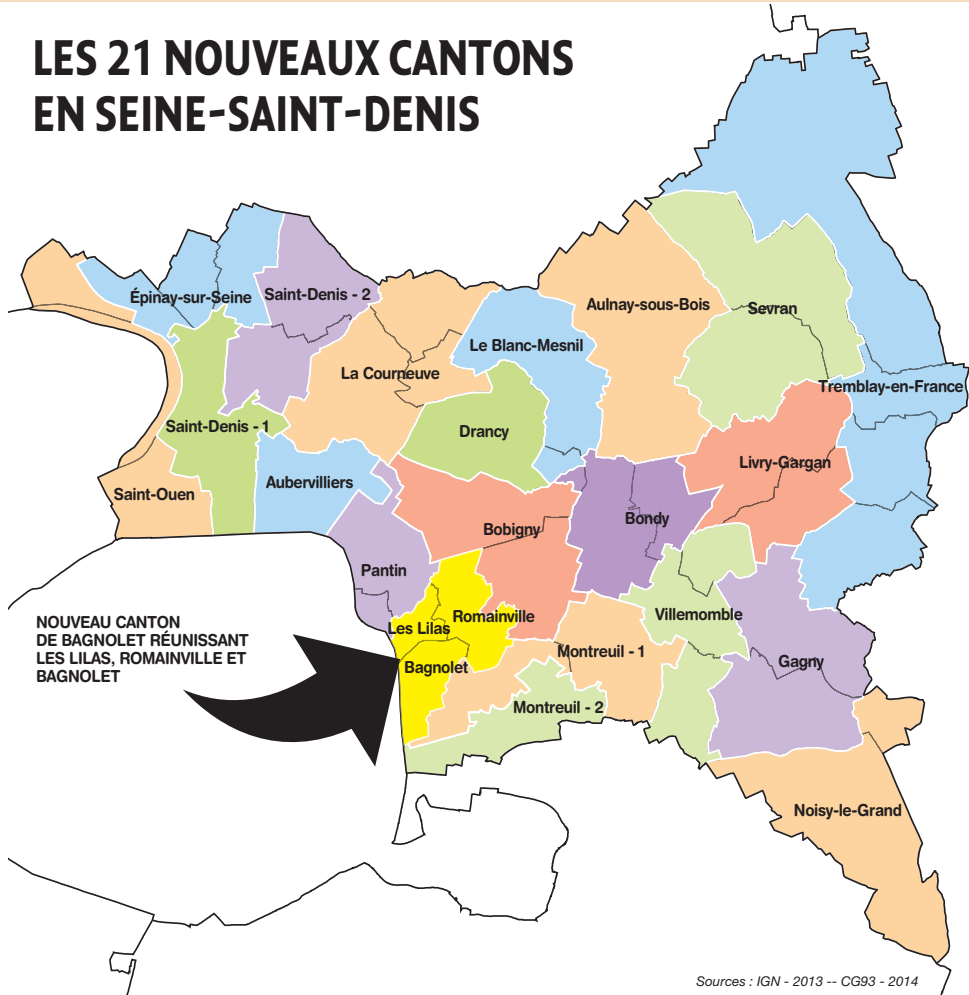 LES 21 NOUVEAUX CANTONS
EN SEINE-SAINT-DENIS
Épinay-sur-Seine
Saint-Denis - 2
Aulnay-sous-Bois
Sevran
Le Blanc-Mesnil
La Courneuve
Tremblay-en-France
Saint-Denis - 1
Drancy
Livry-Gargan
Aubervilliers
Saint-Ouen
Bobigny
Bondy
Pantin
NOUVEAU CANTON
DE BAGNOLET RÉUNISSANT
LES LILAS, ROMAINVILLE ET
BAGNOLET
Romainville
Villemomble
Les Lilas
Montreuil - 1
Gagny
Bagnolet
Montreuil - 2
Noisy-le-Grand
Sources : IGN - 2013 -- CG93 - 2014